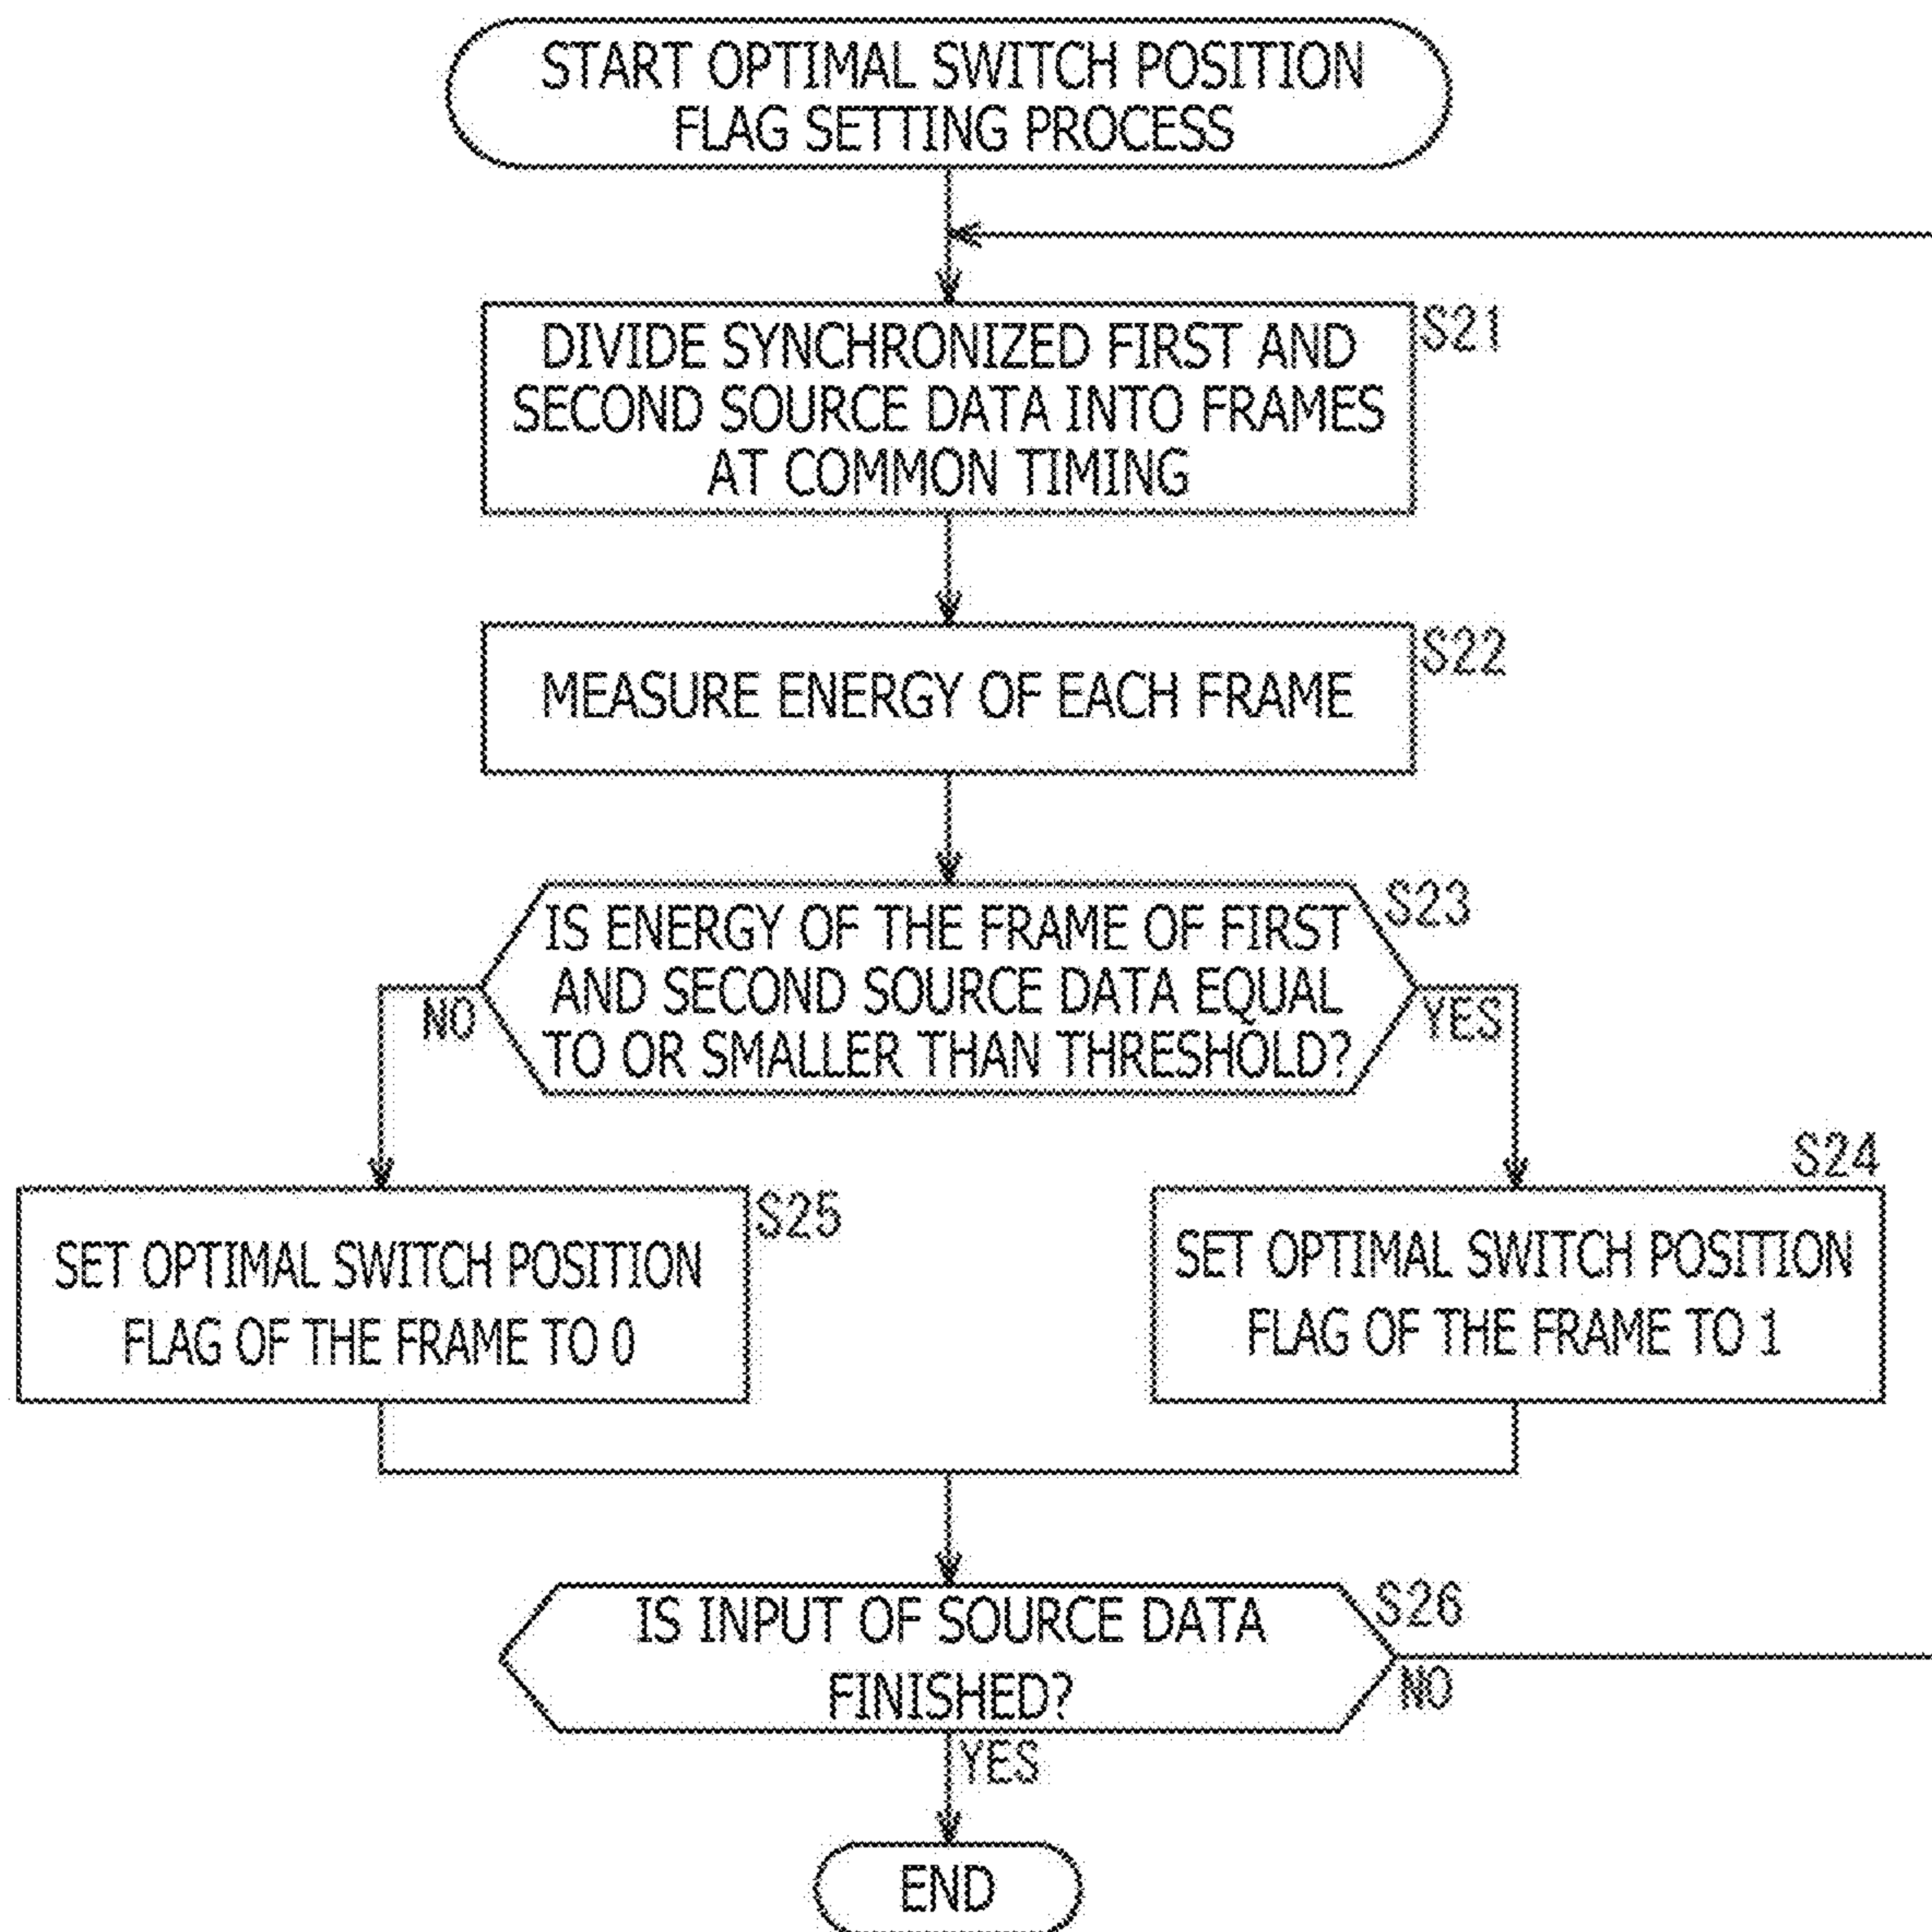 START OPTIMAL SWITCH POSITION
FLAG SETTING PROCESS
DIVIDE SYNCHRONIZED FIRST AND
SECOND SOURCE DATA INTO FRAMES
AT COMMON TIMING
S21
MEASURE ENERGY OF EACH FRAME
S22
IS ENERGY OF THE FRAME OF FIRST
AND SECOND SOURCE DATA EQUAL
TO OR SMALLER THAN THRESHOLD?
S23
NO
YES
SET OPTIMAL SWITCH POSITION
FLAG OF THE FRAME TO 0
S25
S24
SET OPTIMAL SWITCH POSITION
FLAG OF THE FRAME TO 1
IS INPUT OF SOURCE DATA
FINISHED?
S26
NO
YES
END